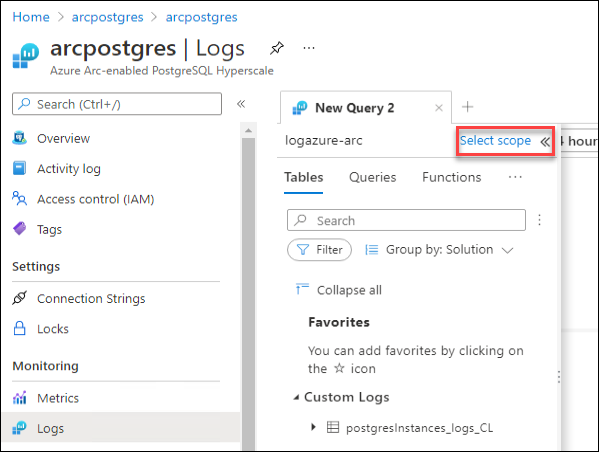 Home > arcpostgres > arcpostgres
arcpostgres | Logs
Azure Arc-enabled PostgreSQL Hyperscale
Search (Ctrl+/)
Overview
Activity log
Access control (IAM)
Tags
Settings
Connection Strings
Locks
Monitoring
Metrics
Logs
New Query 2
logazure-arc
Select scope
4 hour
Tables
Queries
Functions
Search
Filter
Group by: Solution
Collapse all
Favorites
You can add favorites by clicking on
the ☆ icon
Custom Logs
postgresInstances_logs_CL